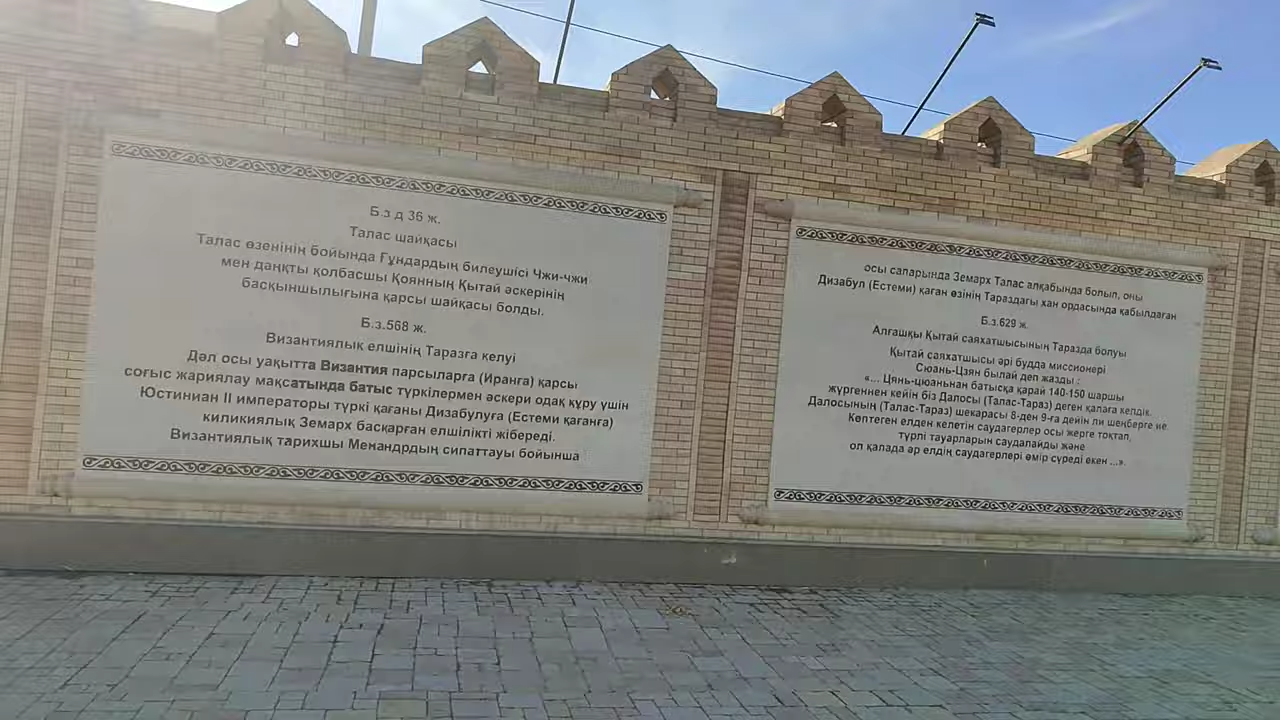 Б.з д 36 ж.
Талас шайқасы
Талас өзенінің бойында Ғұндардың билеушісі Чжи-чжи
мен даңқты қолбасшы Қоянның Қытай әскерінің
басқыншылығына қарсы шайқасы болды.
Б.з.568 ж.
Византиялық елшінің Таразға келуі
Дәл осы уақытта Византия парсыларға (Иранға) қарсы
соғыс жариялау мақсатында батыс түркілермен әскери одақ құру үшін
Юстиниан II императоры түркі қағаны Дизабулуға (Естеми қағанға)
киликиялық Земарх басқарған елшілікті жібереді.
Византиялық тарихшы Менандрдың сипаттауы бойынша
осы сапарында Земарх Талас алқабында болып, оны
Дизабул (Естеми) қаған өзінің Тараздағы хан ордасында қабылдаған
Б.з.629 ж.
Алғашқы Қытай саяхатшысының Таразда болуы
Қытай саяхатшысы әрі будда миссионері
Сюань-Цзян былай деп жазды :
«... Цянь-цюаньнан батысқа қарай 140-150 шаршы
жүргеннен кейін біз Далосы (Талас-Тараз) деген қалаға келдік.
Далосының (Талас-Тараз) шекарасы 8-ден 9-ға дейін ли шеңберге ие
Көптеген елден келетін саудагерлер осы жерге тоқтап,
түрлі тауарларын саудалайды және
ол қалада әр елдің саудагерлері өмір сүреді екен ...».